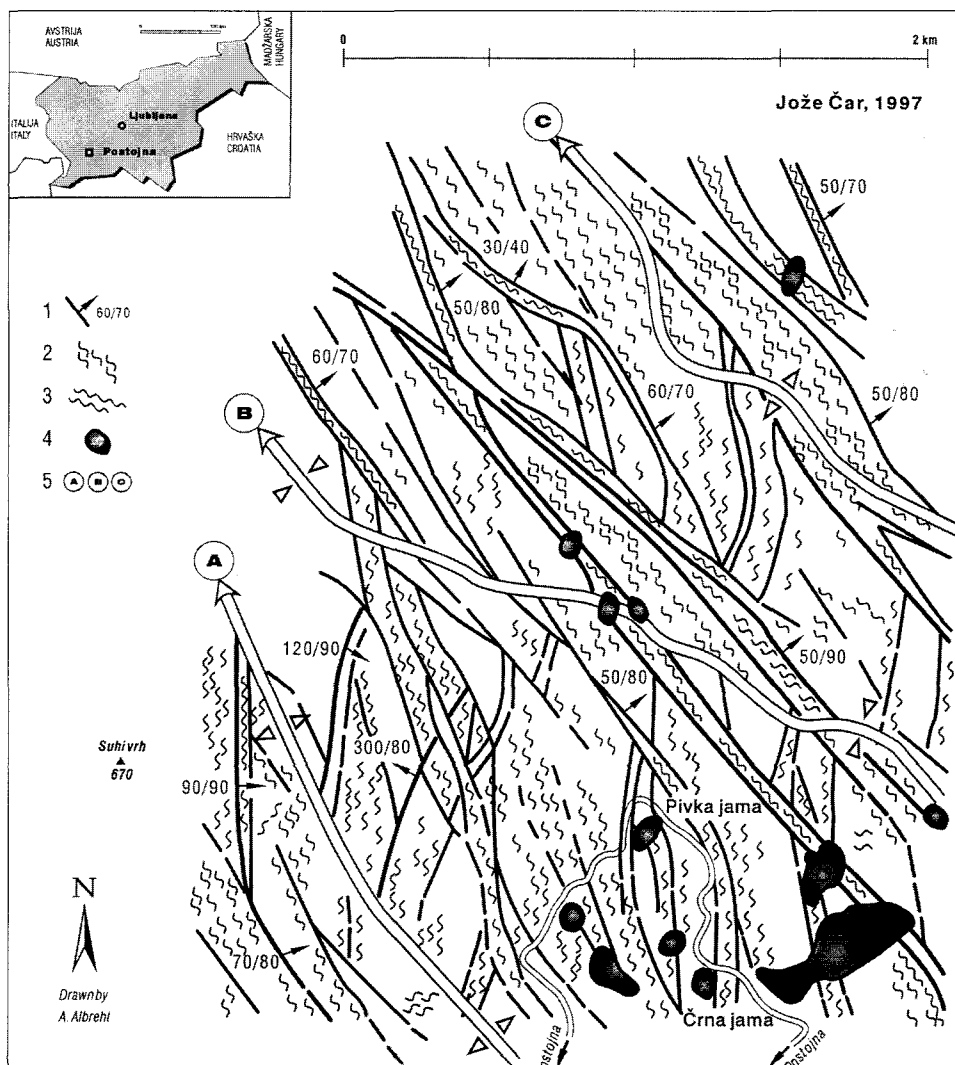 AVSTRIJA
AUSTRIA
MADŽARSKA
HUNGARY
ITALIJA
ITALY
Ljubljana
Postojna
HRVAŠKA
CROATIA
0
2 km
Jože Čar, 1997
C
50/70
30/40
50/80
1
60/70
2
3
4
5 A B C
60/70
60/70
50/80
B
A
120/90
50/80
50/90
Suhi vrh
670
300/80
90/90
Pivka jama
N
70/80
Drawn by
A. Albrehl
Črna jama
Postojna